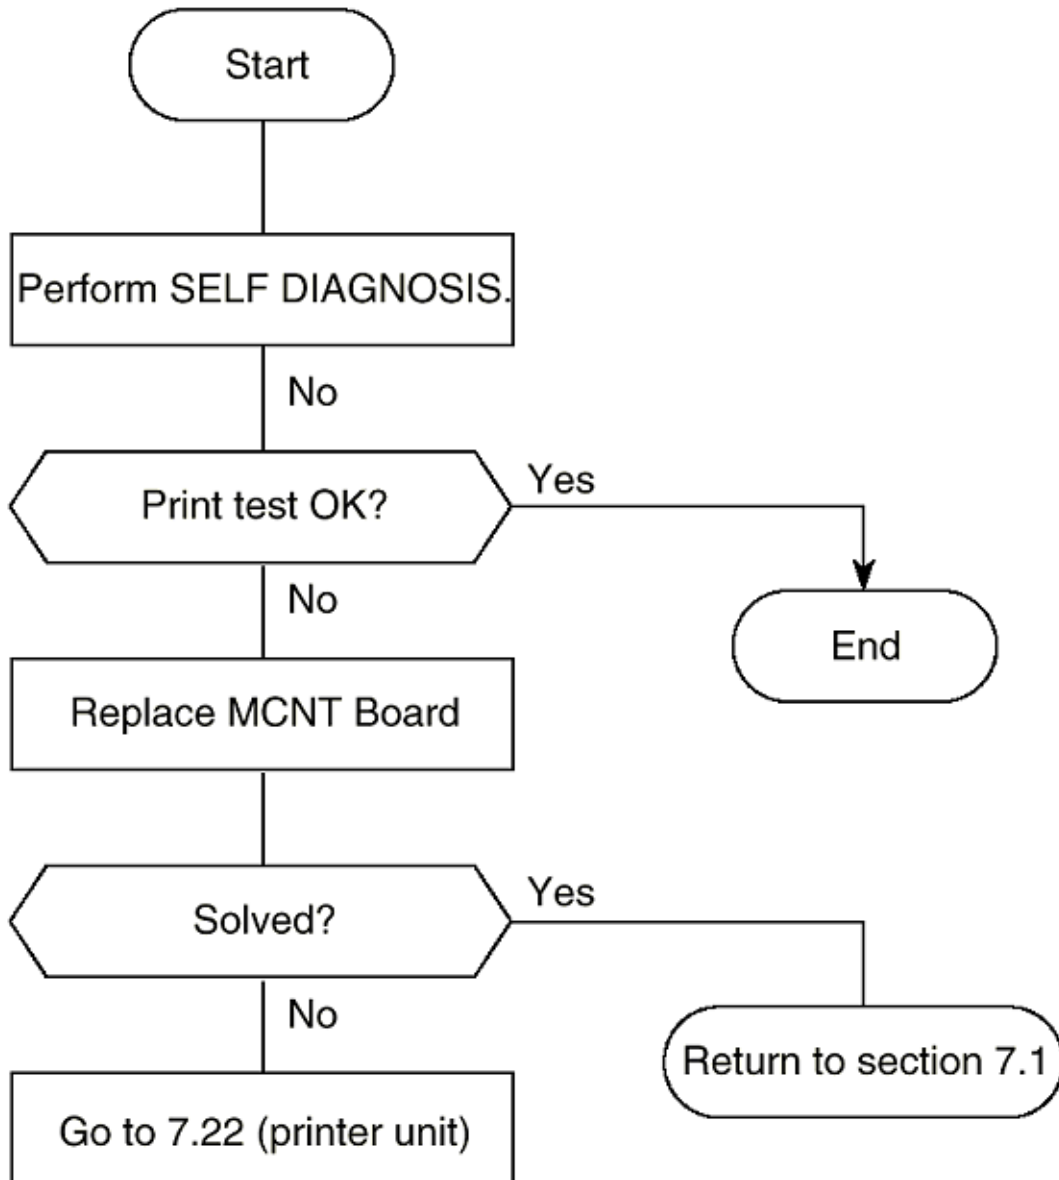 Start
Perform SELF DIAGNOSIS.
No
Print test OK?
Yes
No
End
Replace MCNT Board
Solved?
Yes
No
Return to section 7.1
Go to 7.22 (printer unit)